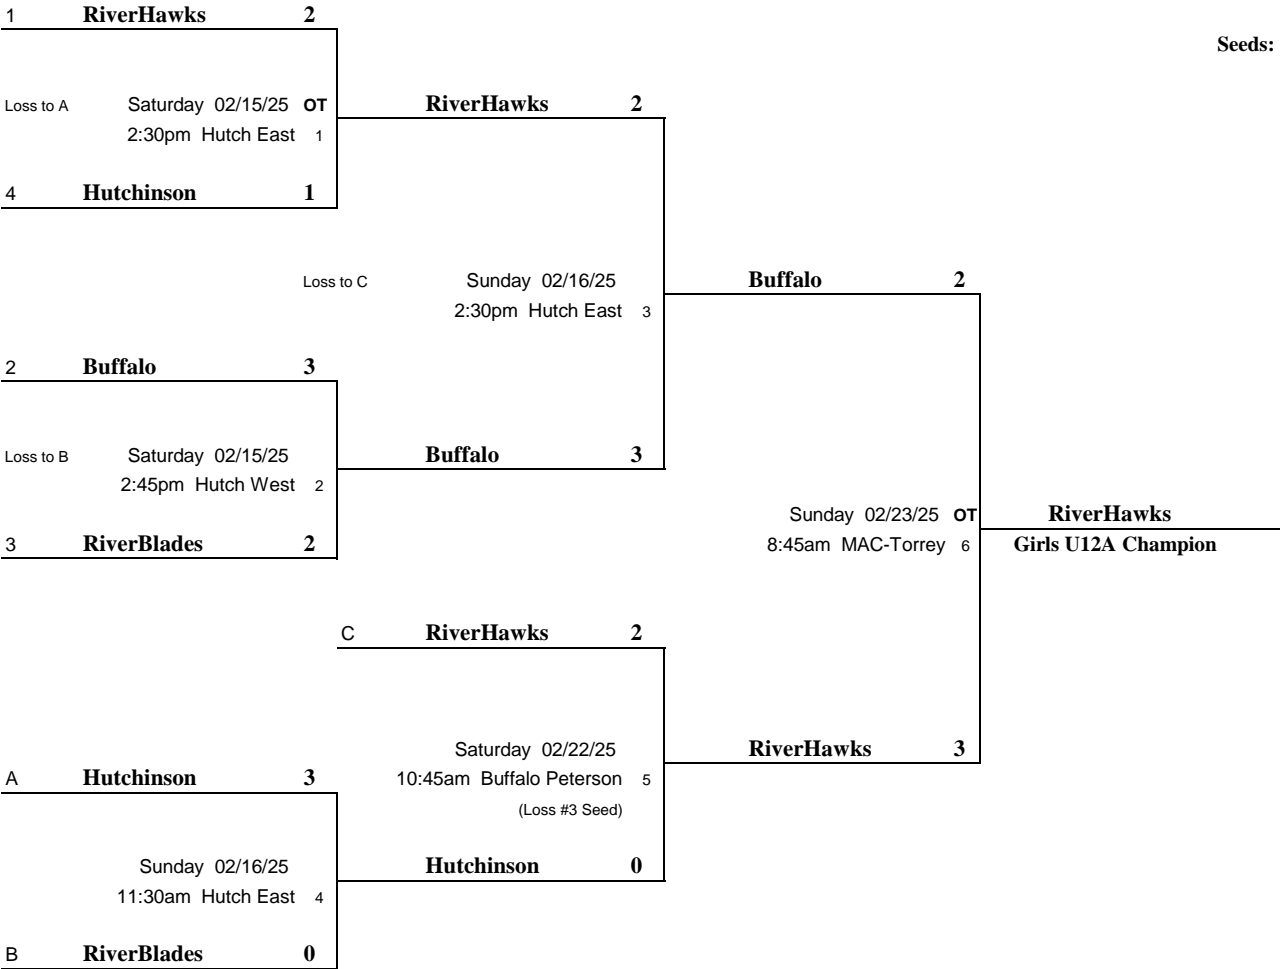 1 RiverHawks 2
Seeds:
Loss to A Saturday 02/15/25 OT
RiverHawks 2
2:30pm Hutch East 1
4 Hutchinson 1
Loss to C Sunday 02/16/25
Buffalo 2
2:30pm Hutch East 3
2 Buffalo 3
Loss to B Saturday 02/15/25
Buffalo 3
2:45pm Hutch West 2
Sunday 02/23/25 OT
RiverHawks
3 RiverBlades 2
8:45am MAC-Torrey 6
Girls U12A Champion
C RiverHawks 2
Saturday 02/22/25
RiverHawks 3
A Hutchinson 3
10:45am Buffalo Peterson 5
(Loss #3 Seed)
Sunday 02/16/25
Hutchinson 0
11:30am Hutch East 4
B RiverBlades 0